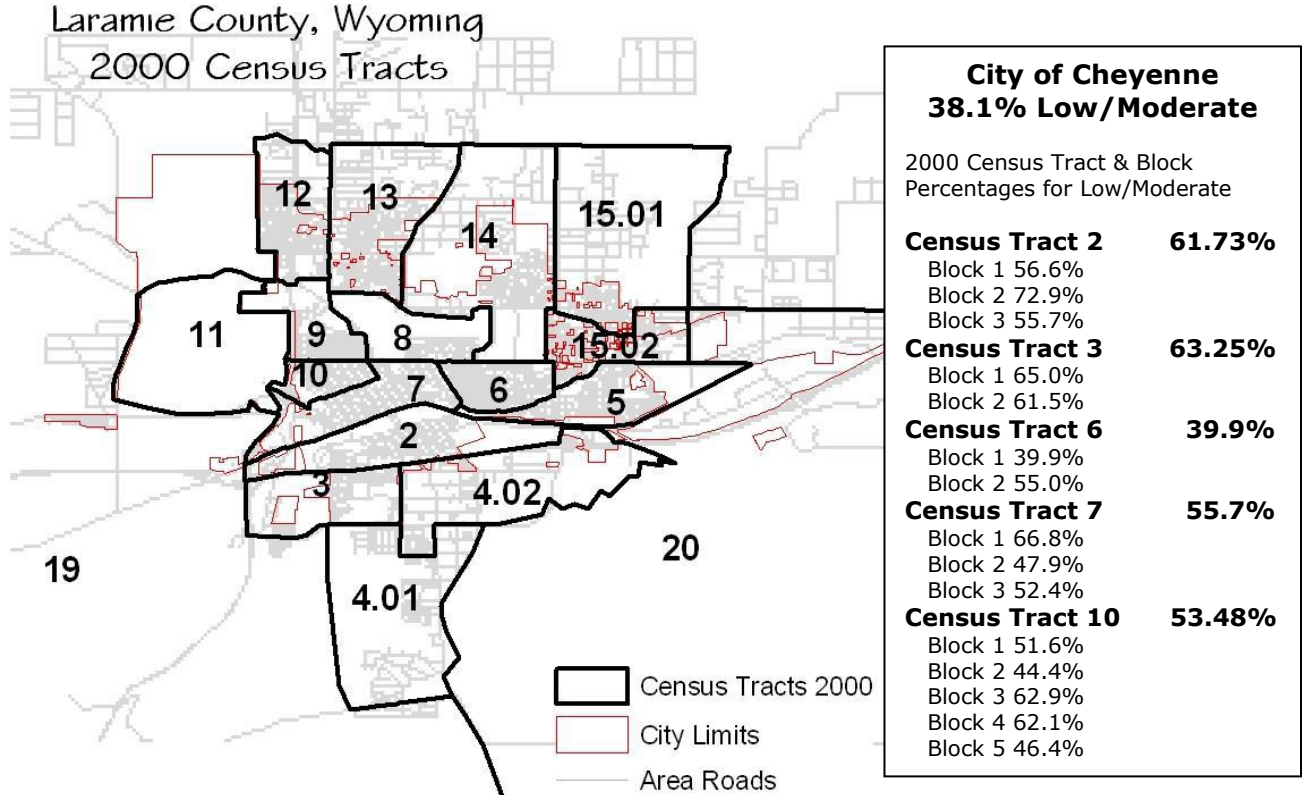 Laramie County, Wyoming
2000 Census Tracts
12
13
14
15.01
11
9
8
15.02
10
7
6
5
2
3
4.02
19
20
4.01
Census Tracts 2000
City Limits
Area Roads
City of Cheyenne
38.1% Low/Moderate
2000 Census Tract & Block
Percentages for Low/Moderate
Census Tract 2 61.73%
Block 1 56.6%
Block 2 72.9%
Block 3 55.7%
Census Tract 3 63.25%
Block 1 65.0%
Block 2 61.5%
Census Tract 6 39.9%
Block 1 39.9%
Block 2 55.0%
Census Tract 7 55.7%
Block 1 66.8%
Block 2 47.9%
Block 3 52.4%
Census Tract 10 53.48%
Block 1 51.6%
Block 2 44.4%
Block 3 62.9%
Block 4 62.1%
Block 5 46.4%